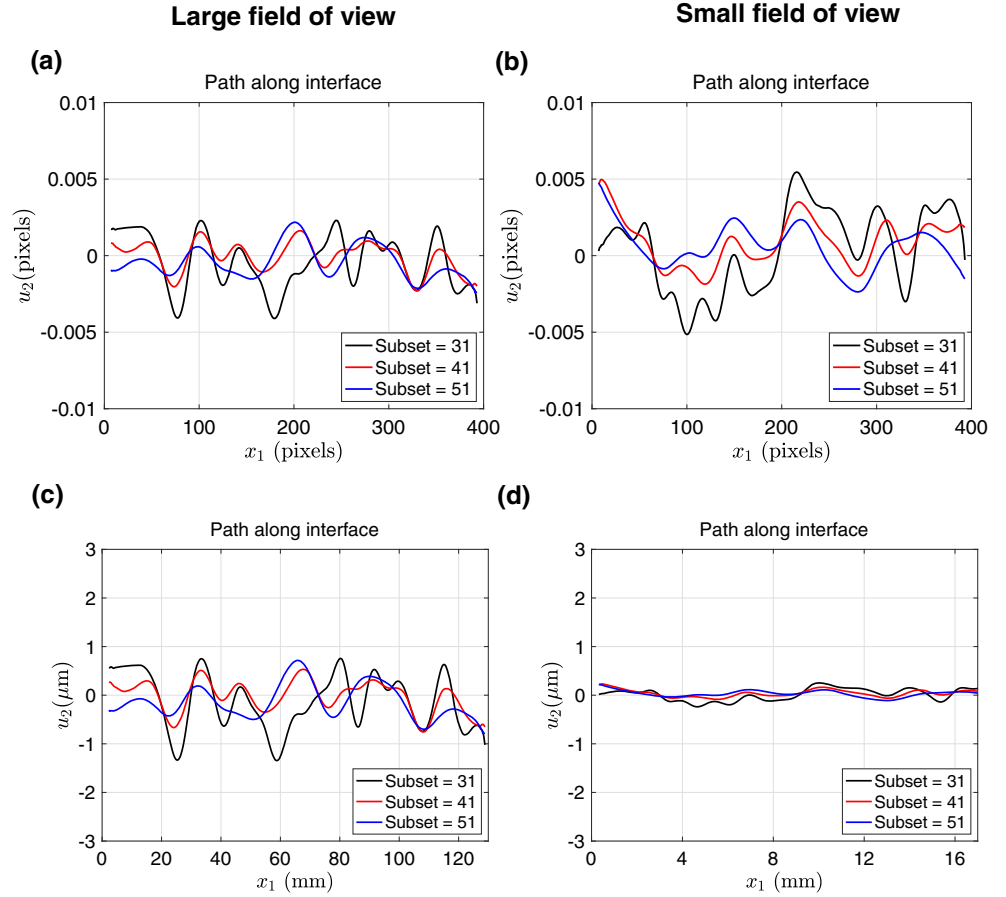 Large field of view
Small field of view
(a)
Path along interface
0.01
0.005
0
-0.005
-0.01
u₂(pixels)
Subset = 31
Subset = 41
Subset = 51
0 100 200 300 400
x₁ (pixels)
(b)
Path along interface
0.01
0.005
0
-0.005
-0.01
u₂(pixels)
Subset = 31
Subset = 41
Subset = 51
0 100 200 300 400
x₁ (pixels)
(c)
Path along interface
3
2
1
0
-1
-2
-3
u₂(μm)
Subset = 31
Subset = 41
Subset = 51
0 20 40 60 80 100 120
x₁ (mm)
(d)
Path along interface
3
2
1
0
-1
-2
-3
u₂(μm)
Subset = 31
Subset = 41
Subset = 51
0 4 8 12 16
x₁ (mm)